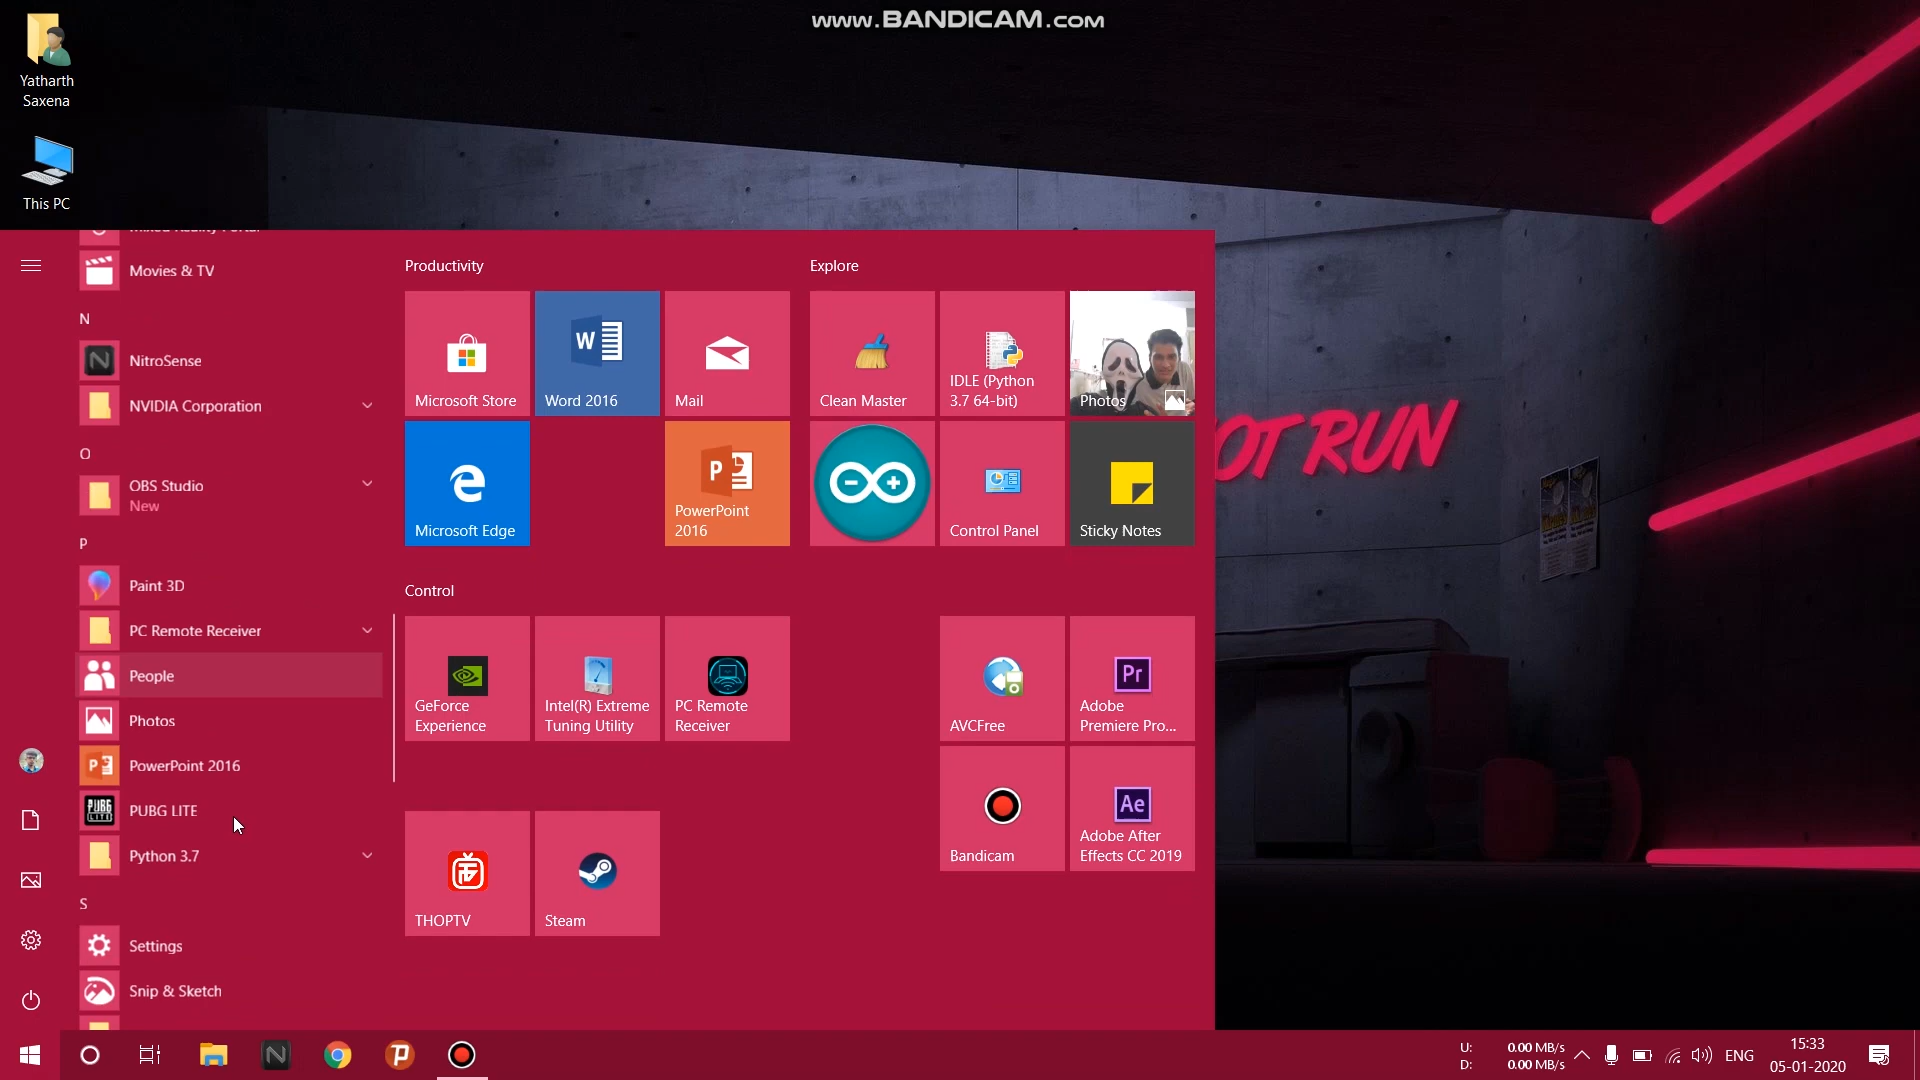 www.BANDICAM.com
Yatharth
Saxena
This PC
Movies & TV
N
NitroSense
NVIDIA Corporation
O
OBS Studio
New
P
Paint 3D
PC Remote Receiver
People
Photos
PowerPoint 2016
PUBG LITE
Python 3.7
S
Settings
Snip & Sketch
Productivity
Microsoft Store
Word 2016
Mail
Microsoft Edge
PowerPoint
2016
Explore
Clean Master
IDLE (Python
3.7 64-bit)
Photos
Control Panel
Sticky Notes
Control
GeForce
Experience
Intel(R) Extreme
Tuning Utility
PC Remote
Receiver
AVCFree
Adobe
Premiere Pro...
Bandicam
Adobe After
Effects CC 2019
THOPTV
Steam
OT RUN
U: 0.00 MB/s
D: 0.00 MB/s
ENG
15:33
05-01-2020